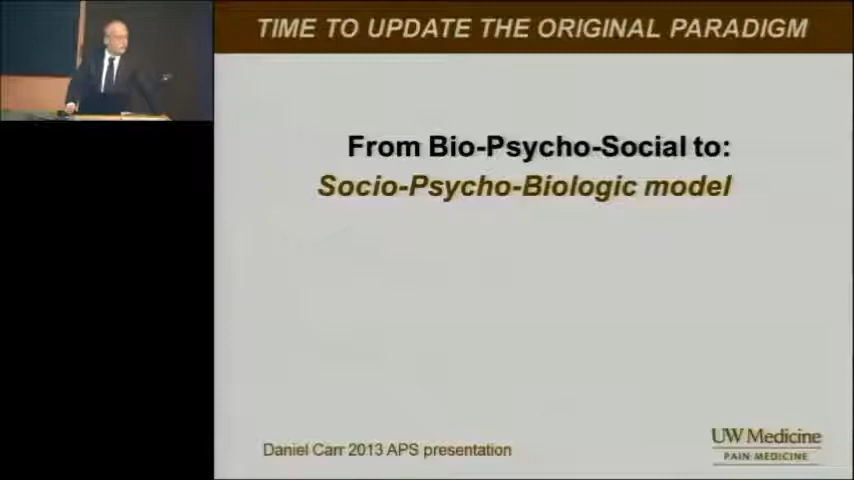 TIME TO UPDATE THE ORIGINAL PARADIGM
From Bio-Psycho-Social to:
Socio-Psycho-Biologic model
Daniel Carr 2013 APS presentation
UW Medicine
PAIN MEDICINE